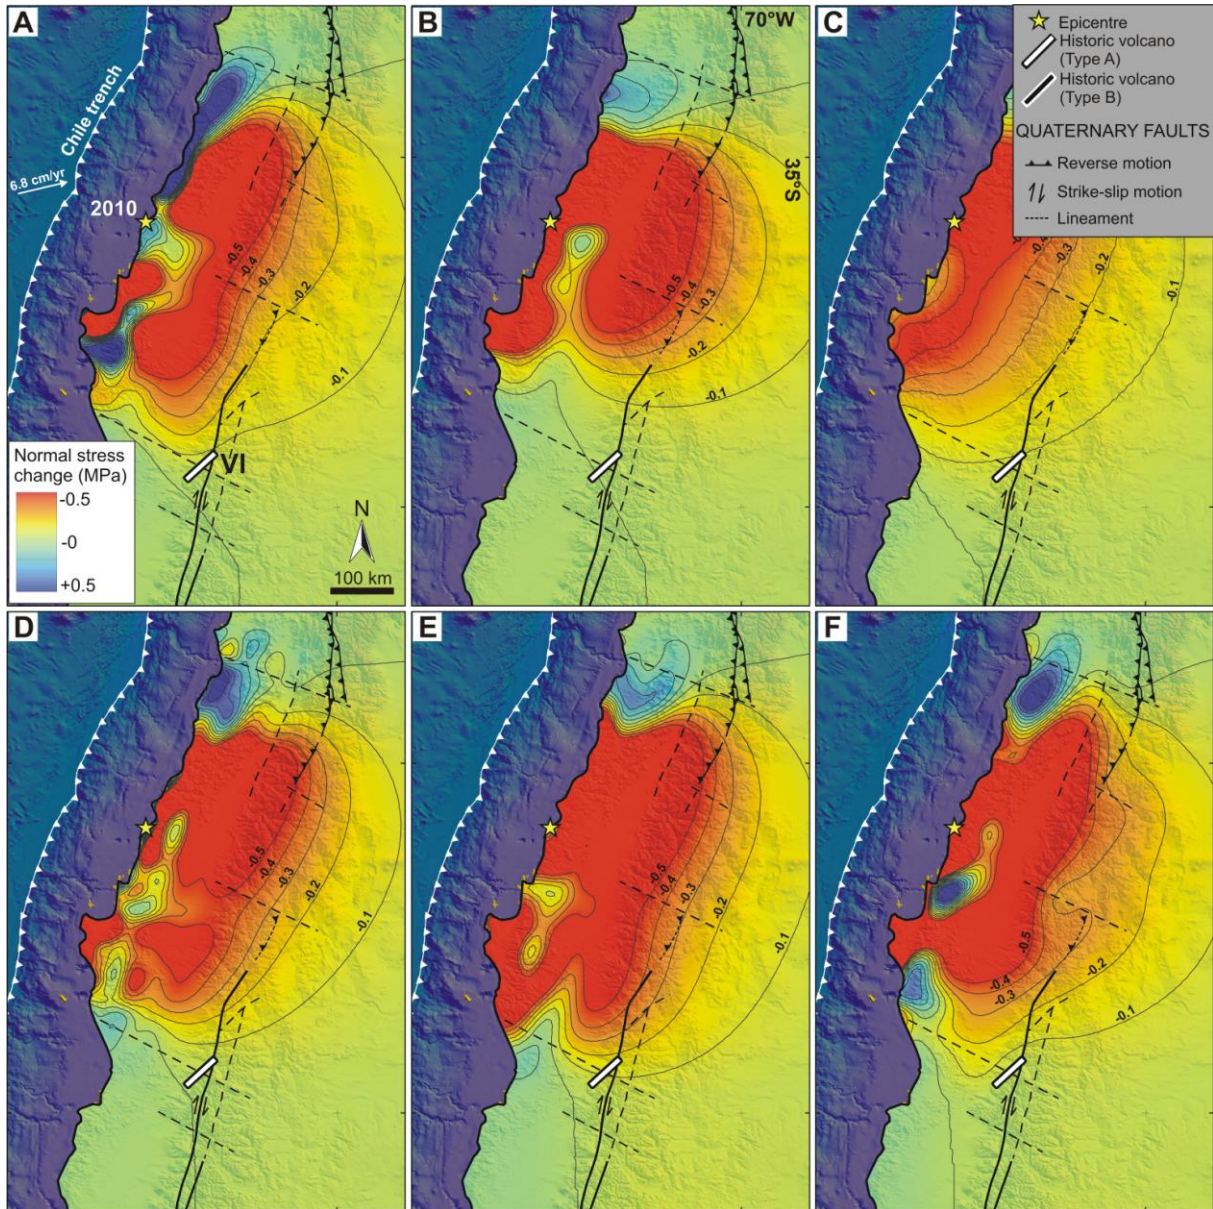 A
Chile trench
6.8 cm/yr
2010
-0.5
-0.4
-0.3
-0.2
-0.1
VI
Normal stress
change (MPa)
-0.5
-0
+0.5
N
100 km
B
70°W
35°S
-0.5
-0.4
-0.3
-0.2
-0.1
C
-0.4
-0.3
-0.2
-0.1
Epicentre
Historic volcano
(Type A)
Historic volcano
(Type B)
QUATERNARY FAULTS
Reverse motion
Strike-slip motion
Lineament
D
-0.5
-0.4
-0.3
-0.2
-0.1
E
-0.5
-0.4
-0.3
-0.2
-0.1
F
-0.5
-0.4
-0.3
-0.2
-0.1